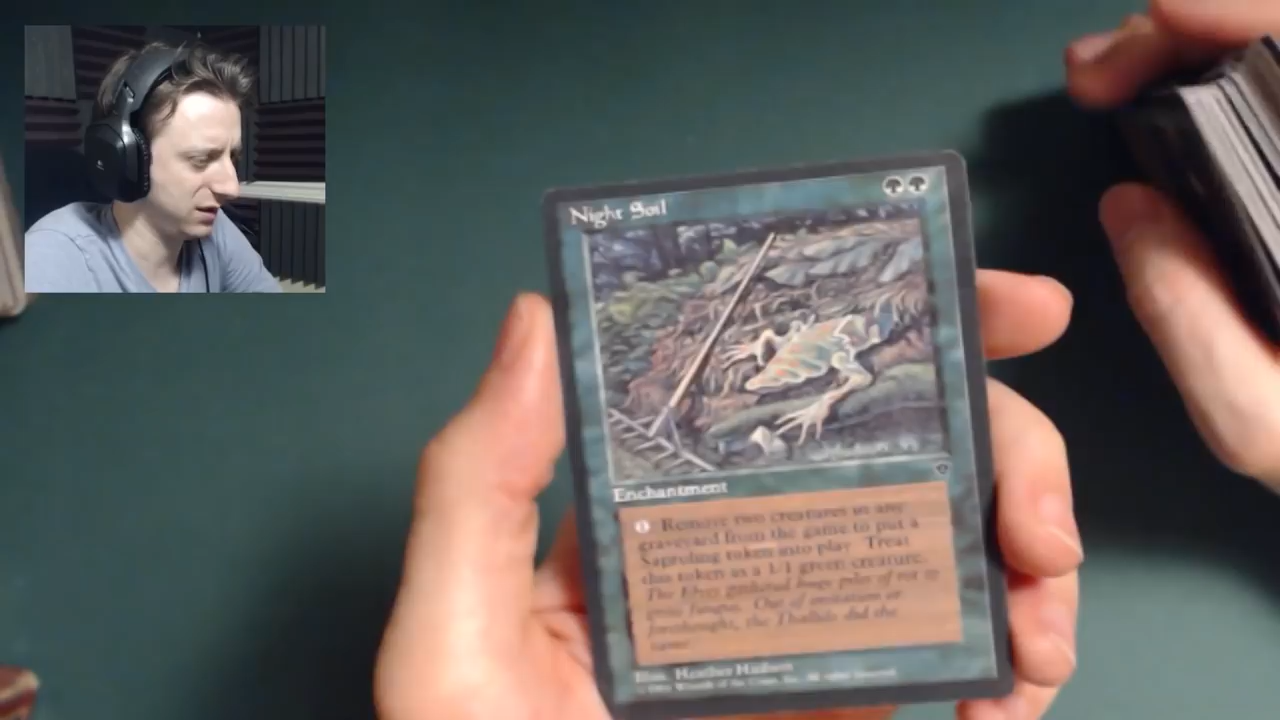 Night Soil
Enchantment
1 Remove two creatures in any
graveyard from the game to put a
Saproling token into play. Treat
this token as a 1/1 green creature.
The Elves gathered huge piles of rot to
grow fungus. Out of imitation or
forethought, the Thallids did the
same.
Illus. Heather Hudson